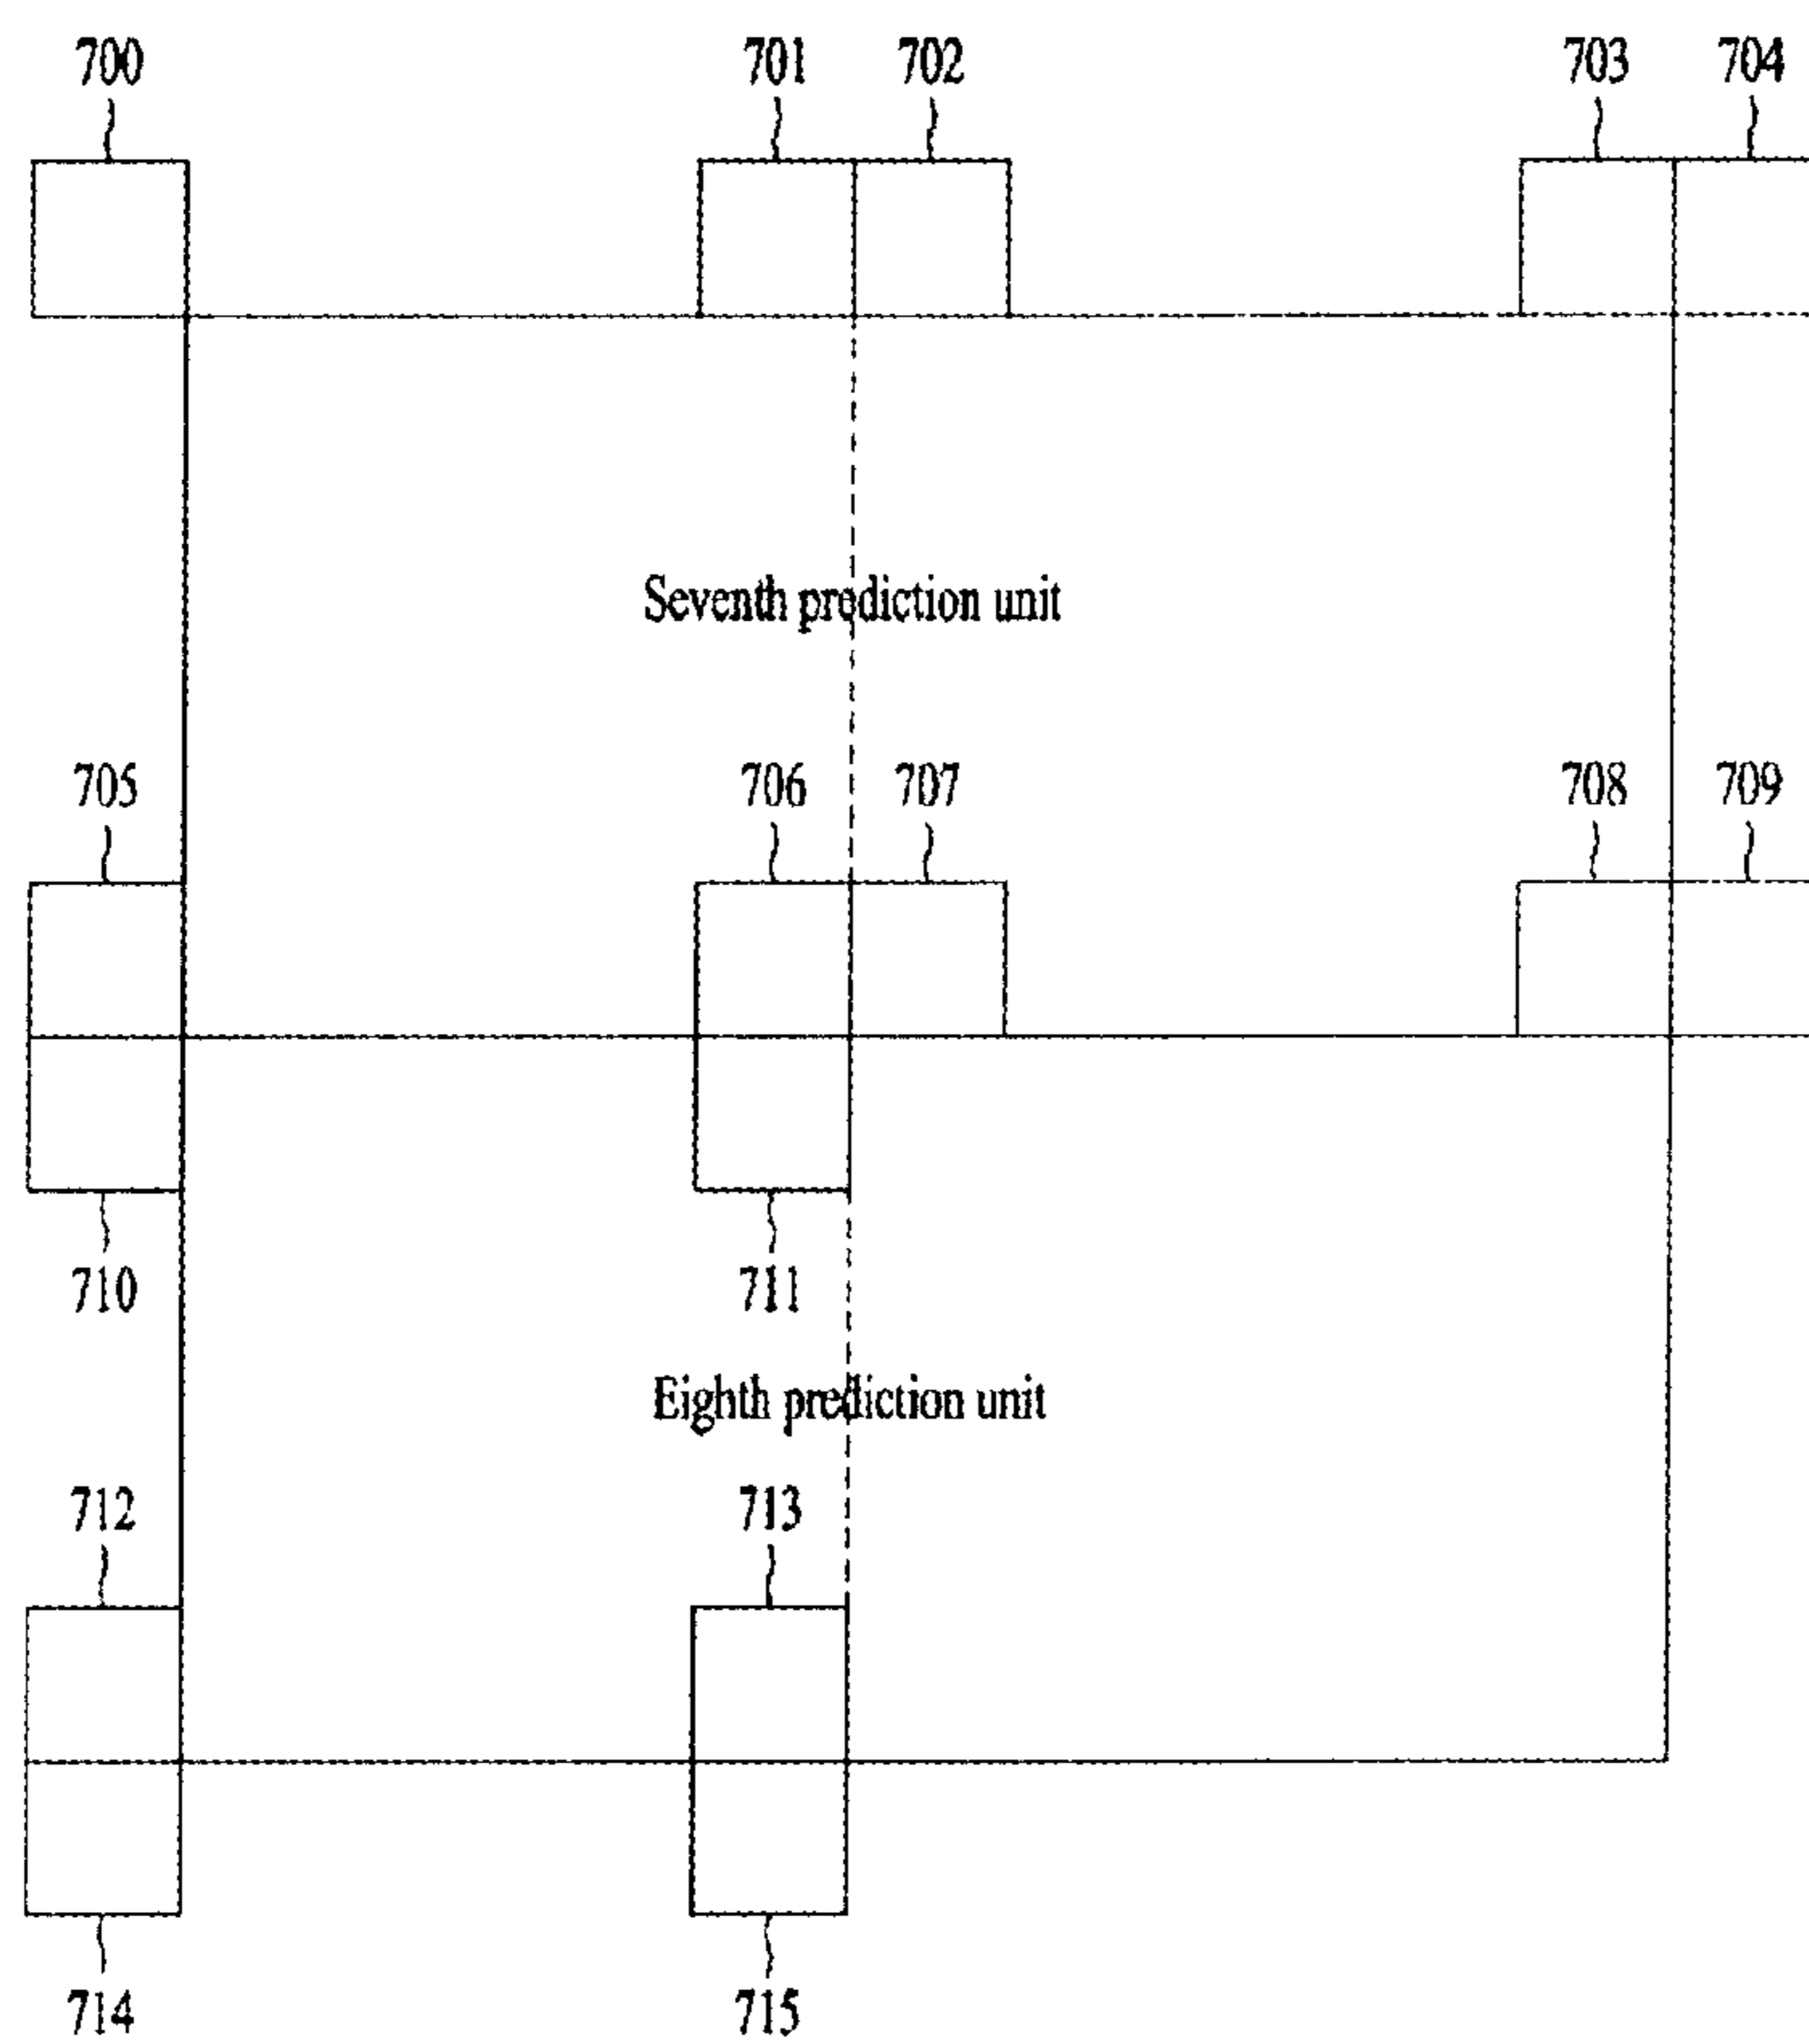 700 701 702 703 704
Seventh prediction unit
705 706 707 708 709
710 711
Eighth prediction unit
712 713
714 715